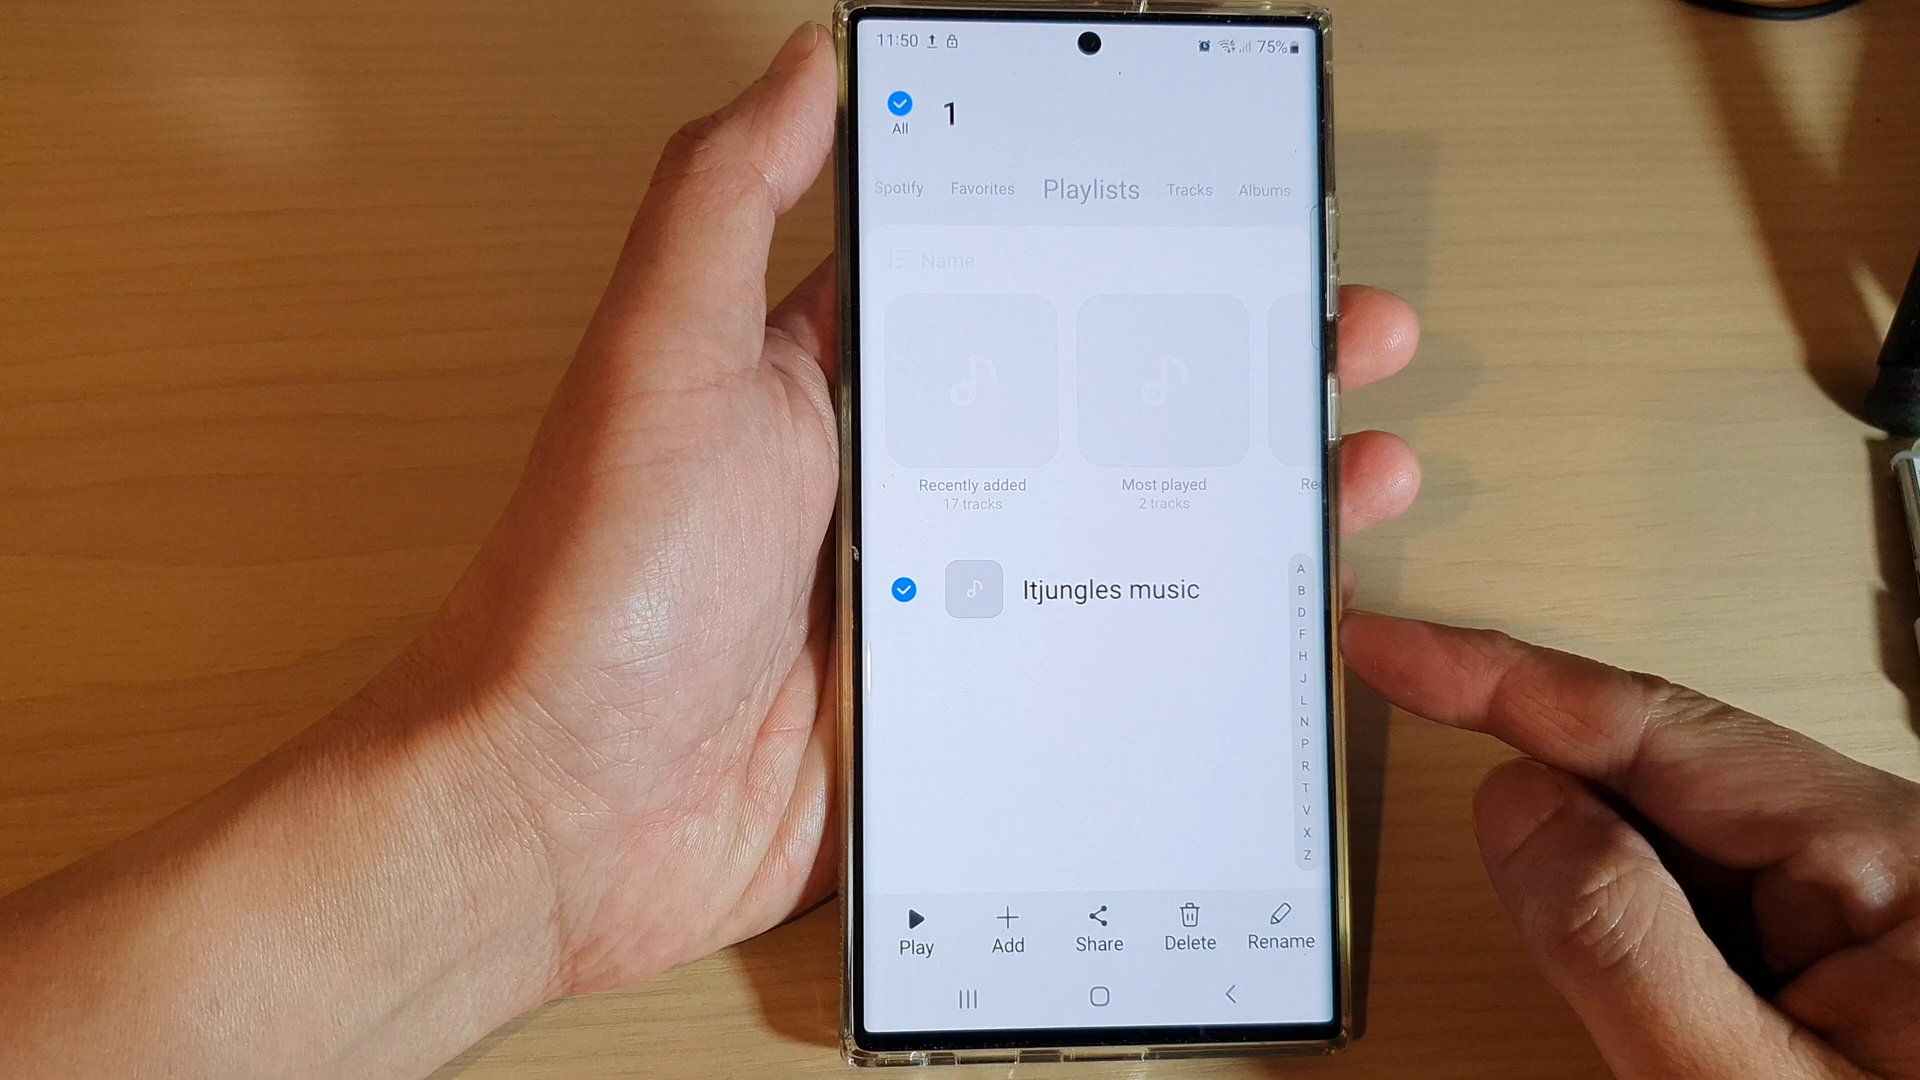 11:50 75%
1
All
Spotify Favorites Playlists Tracks Albums
Name
Recently added Most played Rec
17 tracks 2 tracks
Itjungles music
A
B
D
F
H
J
L
N
P
R
T
V
X
Z
Play Add Share Delete Rename